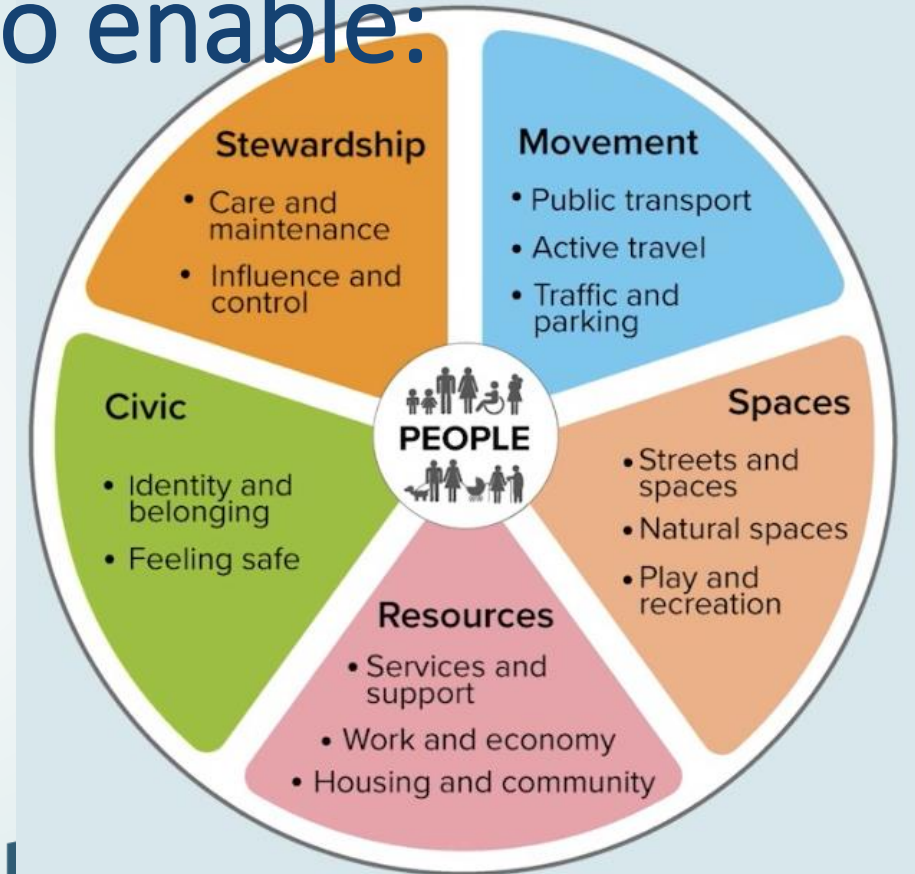 o enable:
Stewardship
• Care and
maintenance
• Influence and
control
Movement
• Public transport
• Active travel
• Traffic and
parking
Civic
• Identity and
belonging
• Feeling safe
PEOPLE
Spaces
• Streets and
spaces
• Natural spaces
• Play and
recreation
Resources
• Services and
support
• Work and economy
• Housing and community